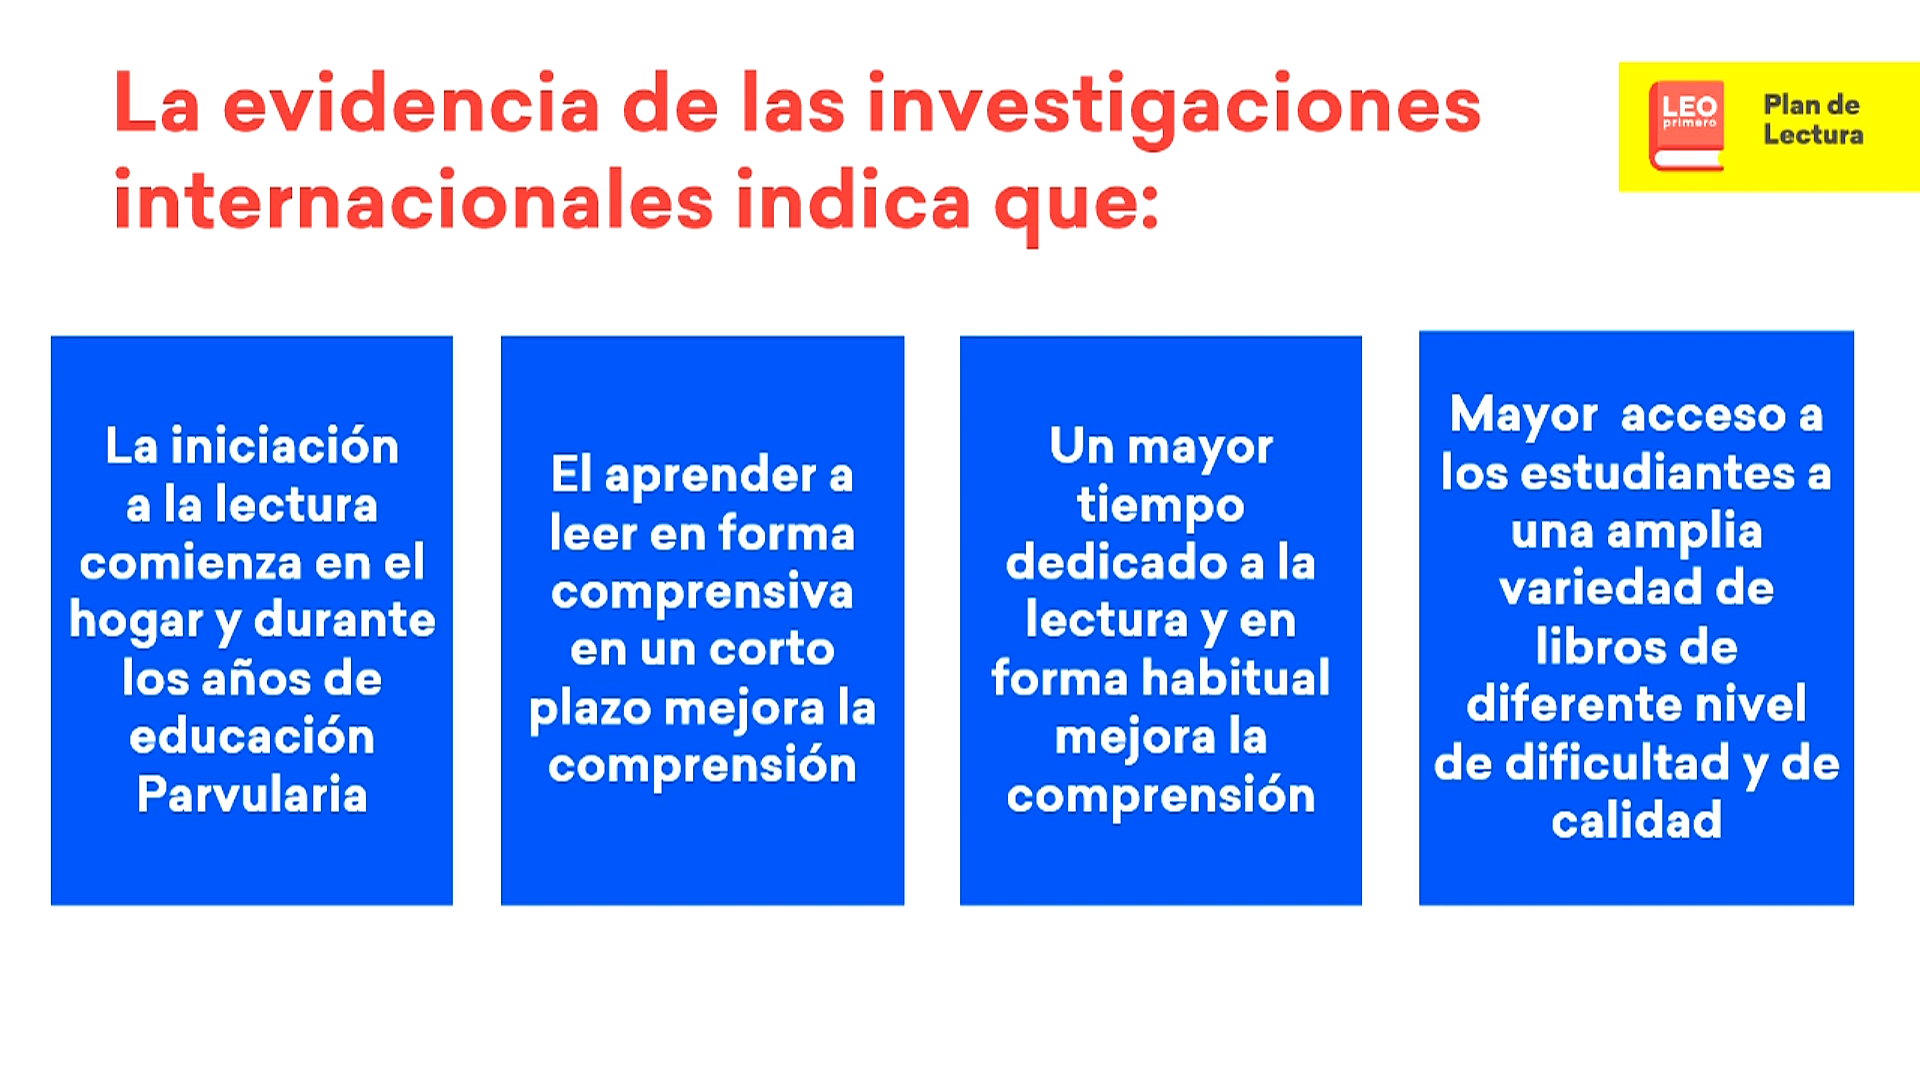 La evidencia de las investigaciones
internacionales indica que:
LEO
primero
Plan de
Lectura
La iniciación
a la lectura
comienza en el
hogar y durante
los años de
educación
Parvularia
El aprender a
leer en forma
comprensiva
en un corto
plazo mejora la
comprensión
Un mayor
tiempo
dedicado a la
lectura y en
forma habitual
mejora la
comprensión
Mayor  acceso a
los estudiantes a
una amplia
variedad de
libros de
diferente nivel
de dificultad y de
calidad